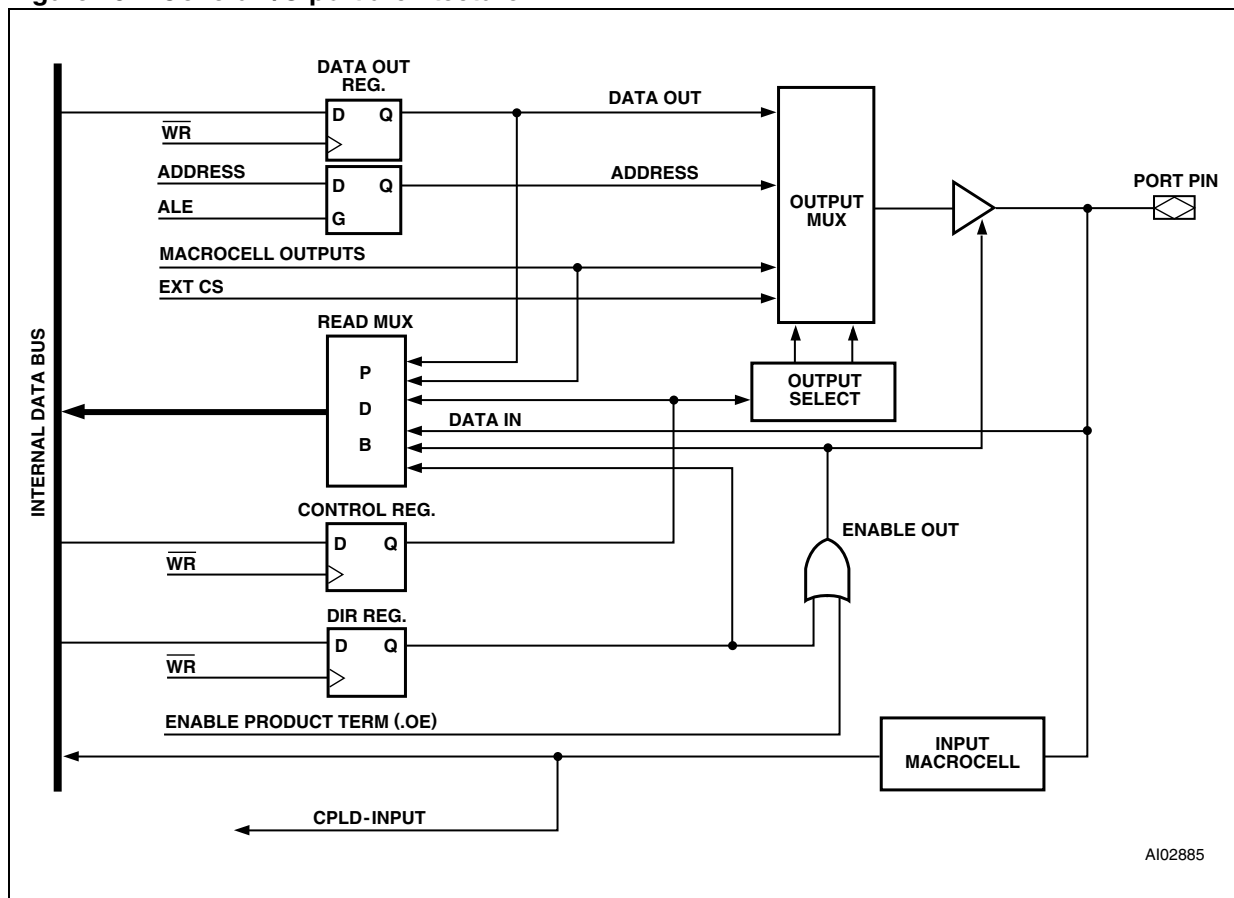 DATA OUT
REG.
D Q
DATA OUT
WR
ADDRESS
D Q
ADDRESS
ALE
G
OUTPUT
MUX
PORT PIN
MACROCELL OUTPUTS
EXT CS
READ MUX
P
D
B
OUTPUT
SELECT
DATA IN
INTERNAL DATA BUS
CONTROL REG.
D Q
WR
ENABLE OUT
DIR REG.
D Q
WR
ENABLE PRODUCT TERM (.OE)
INPUT
MACROCELL
CPLD-INPUT
AI02885